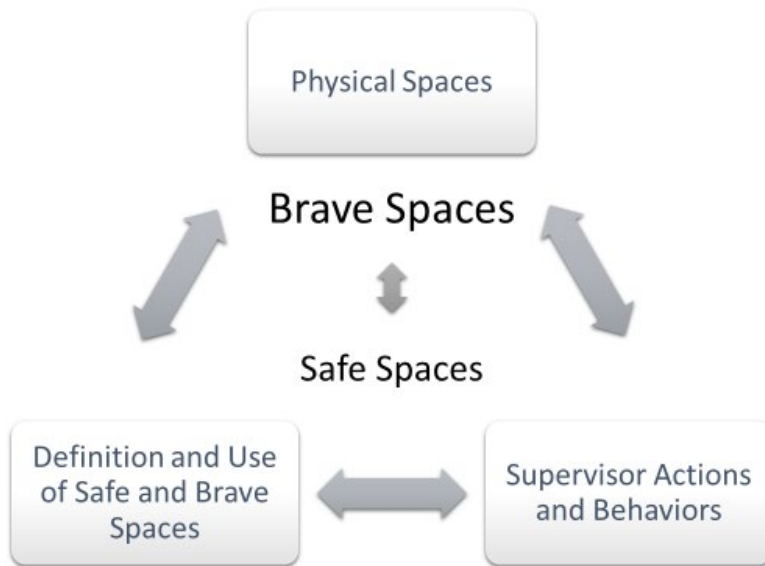 Physical Spaces
Brave Spaces
Safe Spaces
Definition and Use
of Safe and Brave
Spaces
Supervisor Actions
and Behaviors